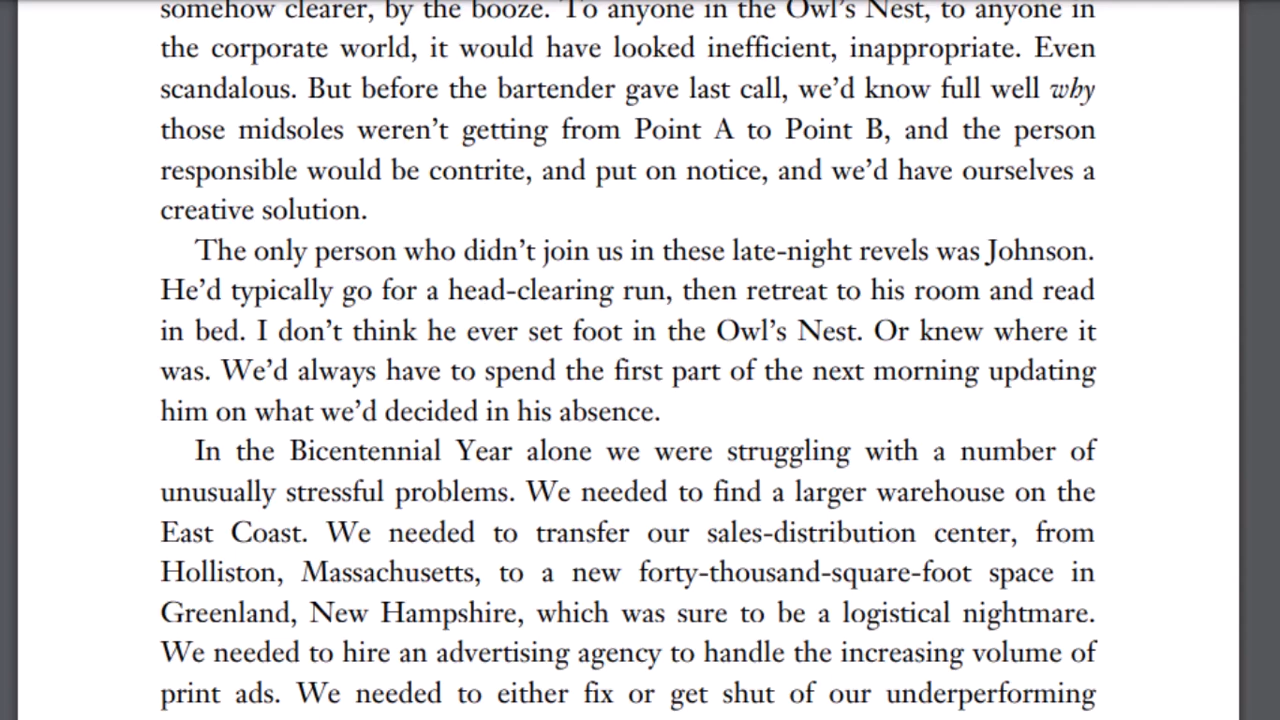 somehow clearer, by the booze. To anyone in the Owl’s Nest, to anyone in
the corporate world, it would have looked inefficient, inappropriate. Even
scandalous. But before the bartender gave last call, we’d know full well why
those midsoles weren’t getting from Point A to Point B, and the person
responsible would be contrite, and put on notice, and we’d have ourselves a
creative solution.
The only person who didn’t join us in these late-night revels was Johnson.
He’d typically go for a head-clearing run, then retreat to his room and read
in bed. I don’t think he ever set foot in the Owl’s Nest. Or knew where it
was. We’d always have to spend the first part of the next morning updating
him on what we’d decided in his absence.
In the Bicentennial Year alone we were struggling with a number of
unusually stressful problems. We needed to find a larger warehouse on the
East Coast. We needed to transfer our sales-distribution center, from
Holliston, Massachusetts, to a new forty-thousand-square-foot space in
Greenland, New Hampshire, which was sure to be a logistical nightmare.
We needed to hire an advertising agency to handle the increasing volume of
print ads. We needed to either fix or get shut of our underperforming